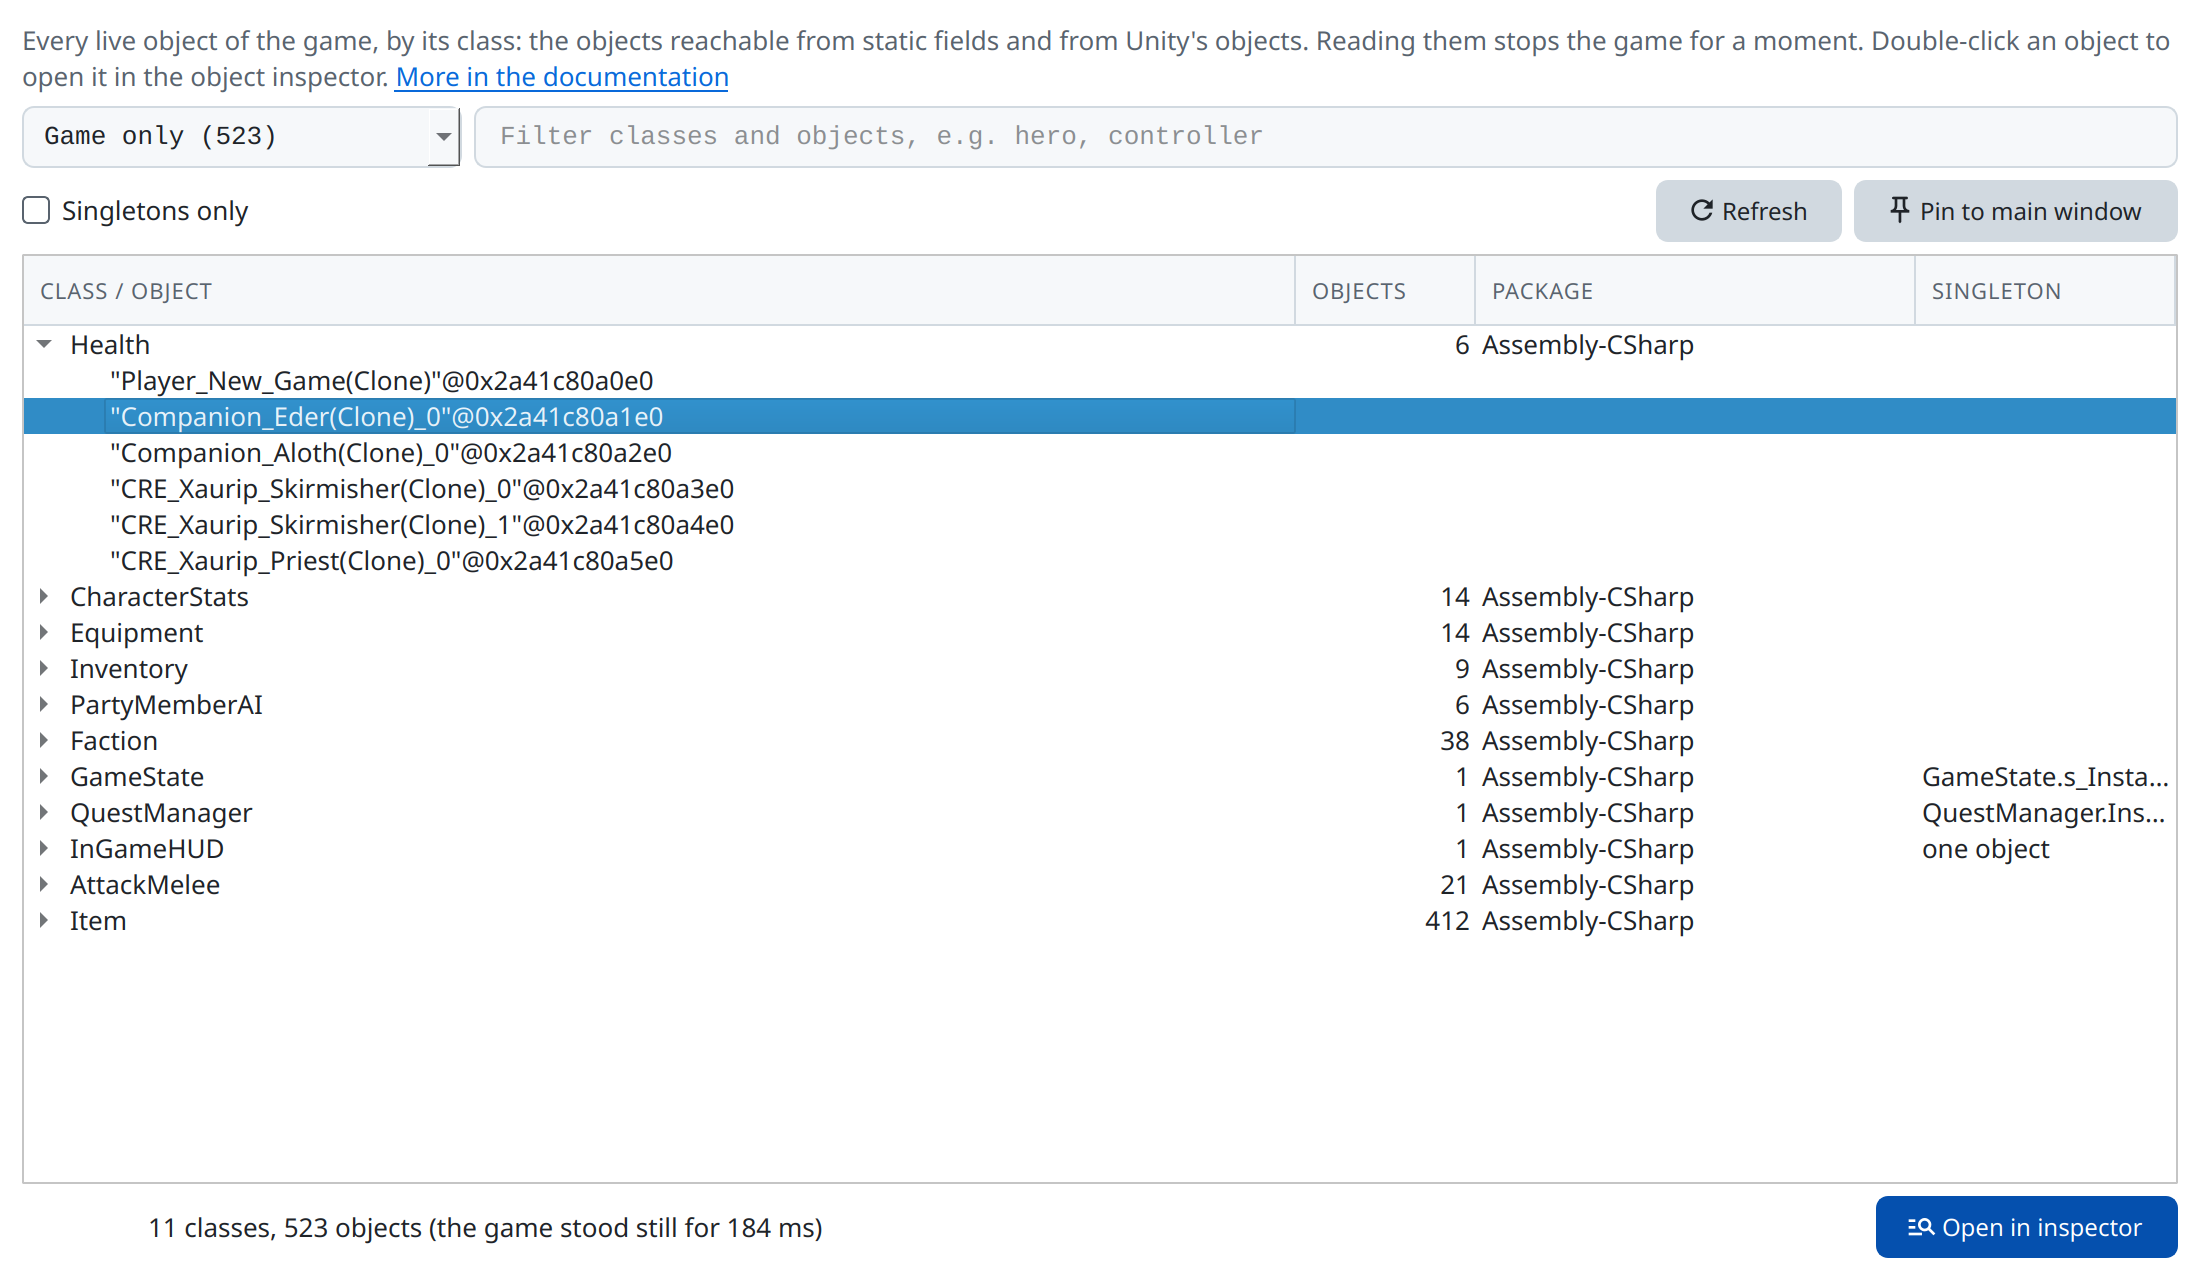 Every live object of the game, by its class: the objects reachable from static fields and from Unity's objects. Reading them stops the game for a moment. Double-click an object to
open it in the object inspector. More in the documentation
Game only (523)
Filter classes and objects, e.g. hero, controller
Singletons only
Refresh
Pin to main window
CLASS / OBJECT OBJECTS PACKAGE SINGLETON
Health 6 Assembly-CSharp
"Player_New_Game(Clone)"@0x2a41c80a0e0
"Companion_Eder(Clone)_0"@0x2a41c80a1e0
"Companion_Aloth(Clone)_0"@0x2a41c80a2e0
"CRE_Xaurip_Skirmisher(Clone)_0"@0x2a41c80a3e0
"CRE_Xaurip_Skirmisher(Clone)_1"@0x2a41c80a4e0
"CRE_Xaurip_Priest(Clone)_0"@0x2a41c80a5e0
CharacterStats 14 Assembly-CSharp
Equipment 14 Assembly-CSharp
Inventory 9 Assembly-CSharp
PartyMemberAI 6 Assembly-CSharp
Faction 38 Assembly-CSharp
GameState 1 Assembly-CSharp GameState.s_Insta...
QuestManager 1 Assembly-CSharp QuestManager.Ins...
InGameHUD 1 Assembly-CSharp one object
AttackMelee 21 Assembly-CSharp
Item 412 Assembly-CSharp
11 classes, 523 objects (the game stood still for 184 ms)
Open in inspector